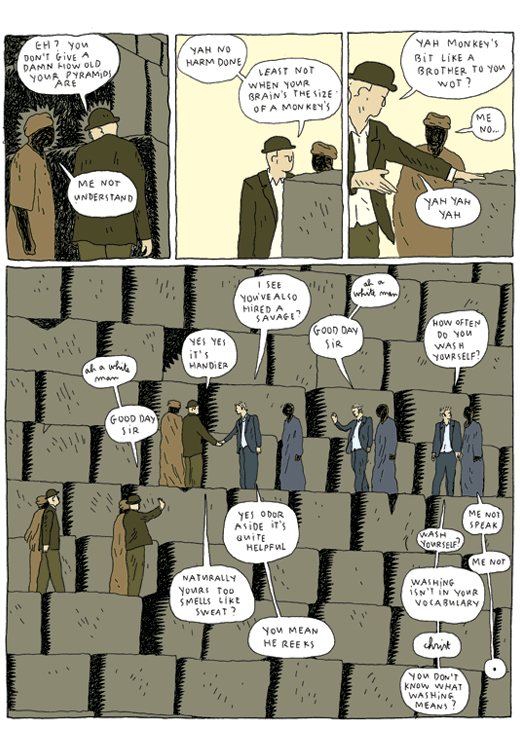 EH? YOU
DON'T GIVE A
DAMN HOW OLD
YOUR PYRAMIDS
ARE
ME NOT
UNDERSTAND
YAH NO
HARM DONE
LEAST NOT
WHEN YOUR
BRAIN'S THE SIZE
OF A MONKEY'S
YAH MONKEY'S
BIT LIKE A
BROTHER TO YOU
WOT?
ME
NO...
YAH YAH
YAH
ah a white
man
GOOD DAY
SIR
YES YES
IT'S
HANDIER
I SEE
YOU'VE ALSO
HIRED A
SAVAGE?
ah a
white man
GOOD DAY
SIR
HOW OFTEN
DO YOU
WASH
YOURSELF?
NATURALLY
YOURS TOO
SMELLS LIKE
SWEAT?
YES ODOR
ASIDE IT'S
QUITE
HELPFUL
YOU MEAN
HE REEKS
ME NOT
SPEAK
WASH
YOURSELF?
ME NOT
WASHING
ISN'T IN YOUR
VOCABULARY
christ
.
YOU DON'T
KNOW WHAT
WASHING
MEANS?